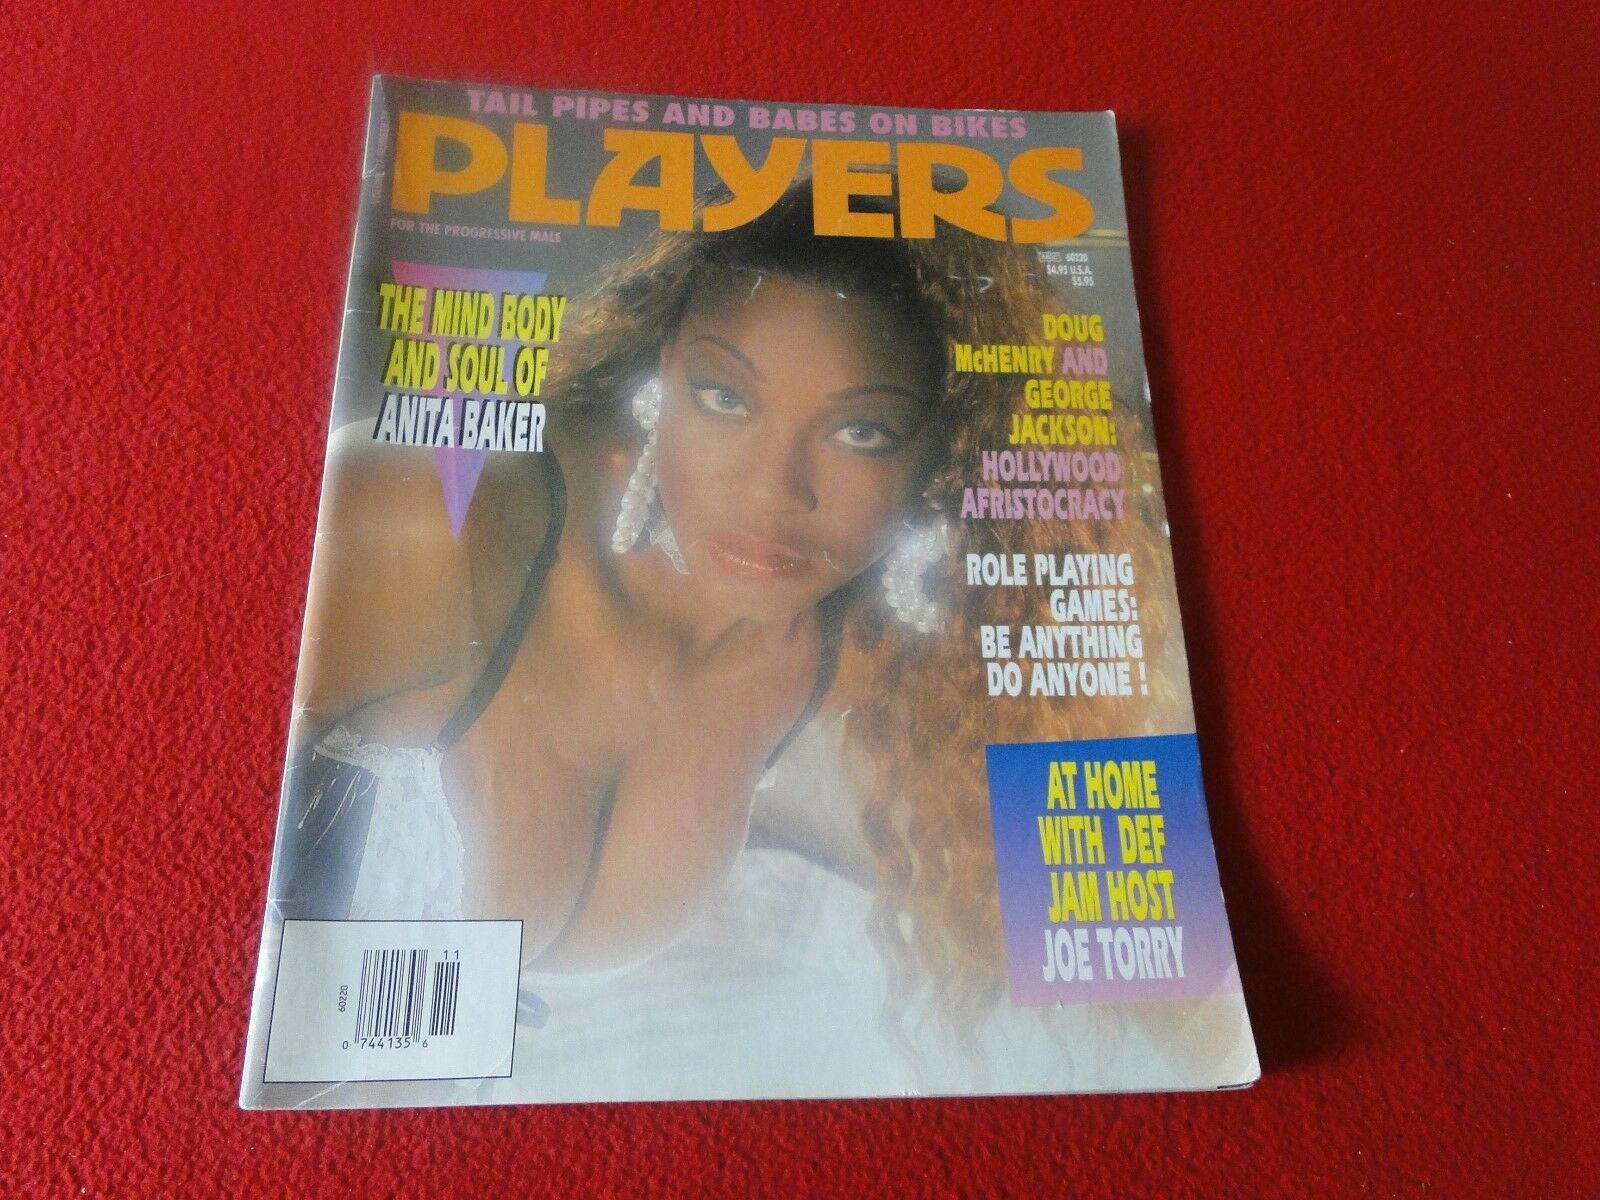 TAIL PIPES AND BABES ON BIKES
PLAYERS
FOR THE PROGRESSIVE MALE
60220
$4.95 U.S.A.
$5.95
THE MIND BODY
AND SOUL OF
ANITA BAKER
DOUG
McHENRY AND
GEORGE
JACKSON:
HOLLYWOOD
AFRISTOCRACY
ROLE PLAYING
GAMES:
BE ANYTHING
DO ANYONE !
AT HOME
WITH DEF
JAM HOST
JOE TORRY
11
60220
0 744135 6